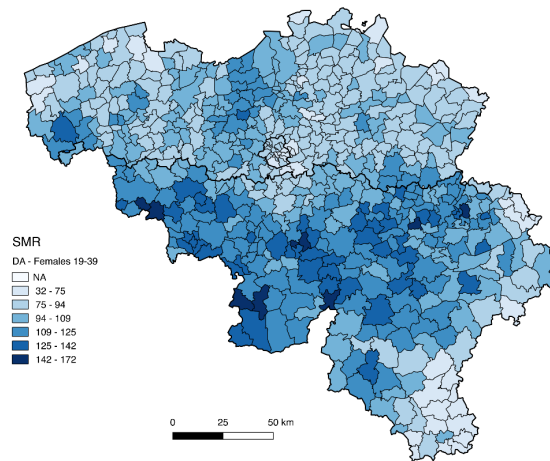 SMR
DA - Females 19-39
NA
32 - 75
75 - 94
94 - 109
109 - 125
125 - 142
142 - 172
0 25 50 km